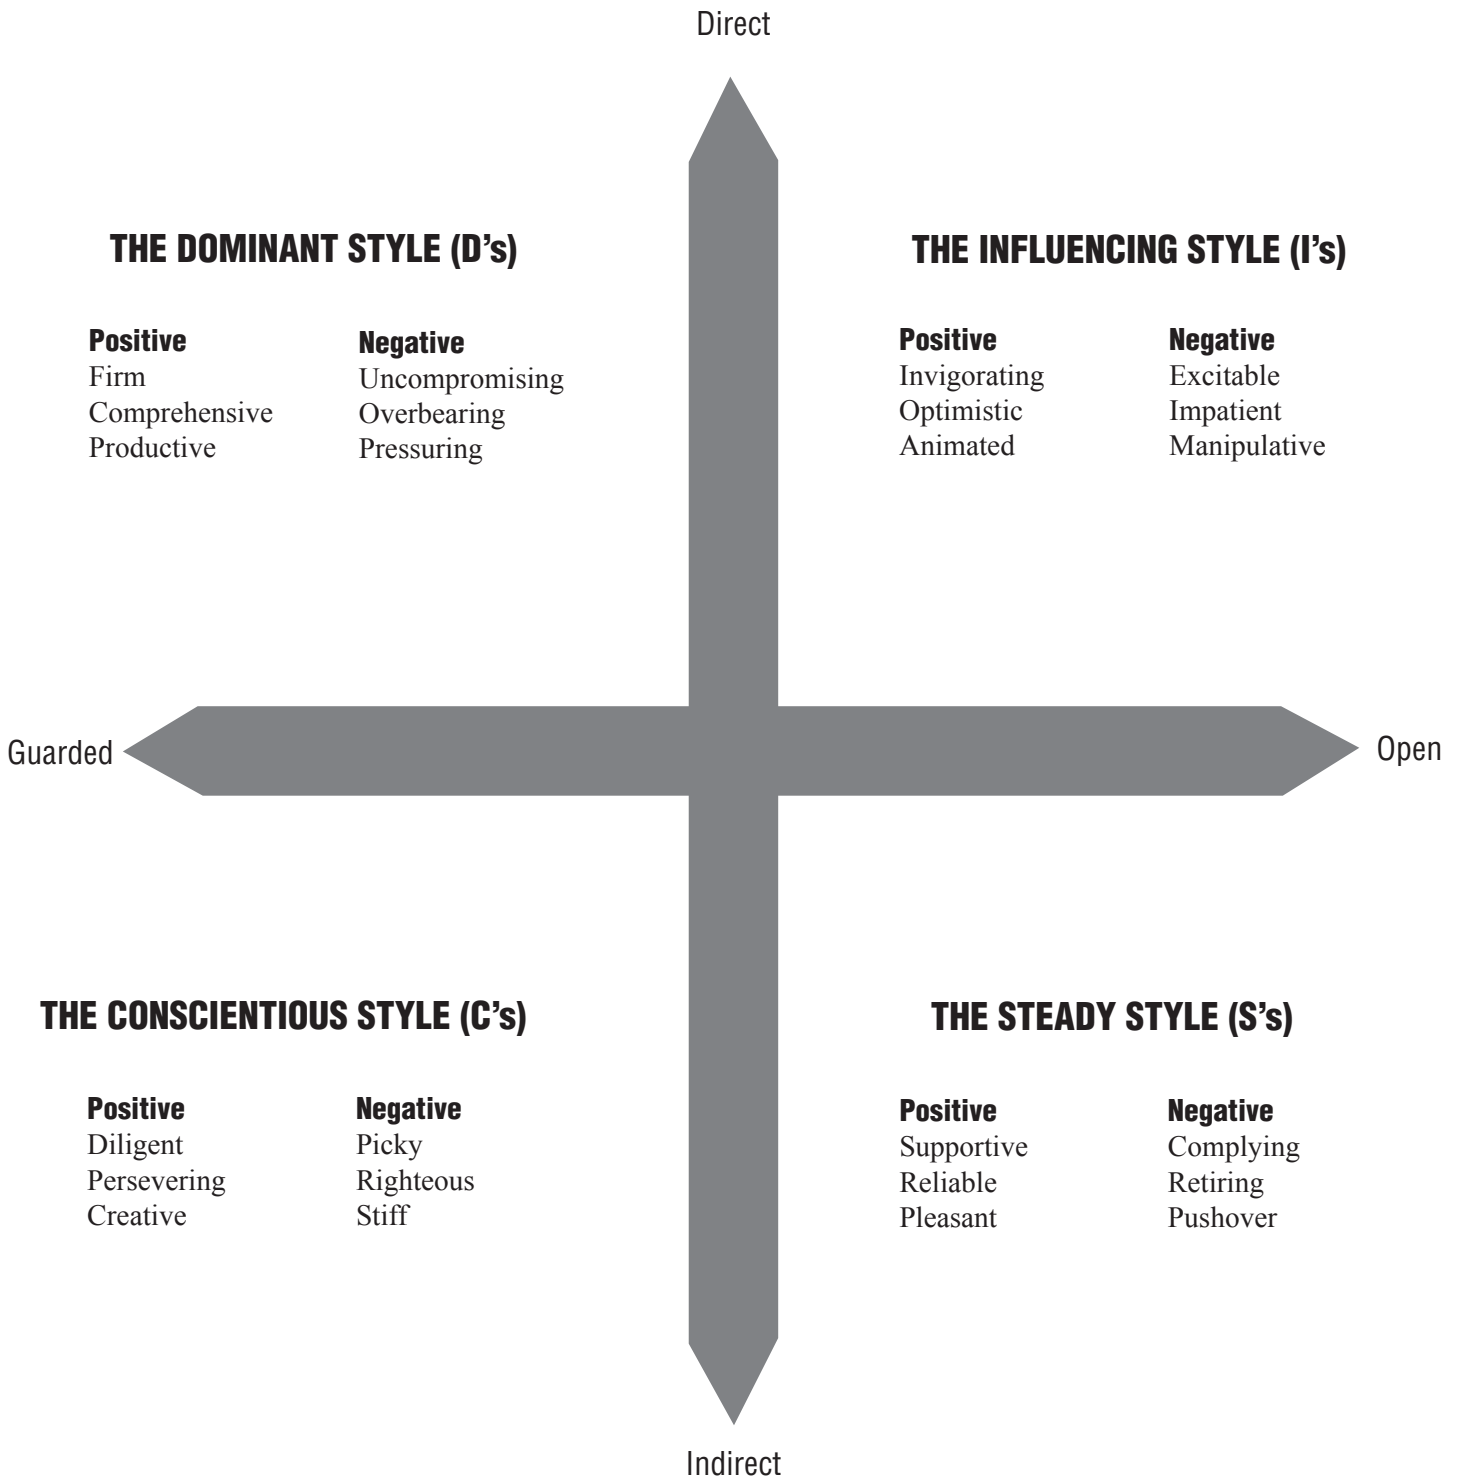 Direct
THE DOMINANT STYLE (D’s)
Positive
Firm
Comprehensive
Productive
Negative
Uncompromising
Overbearing
Pressuring
THE INFLUENCING STYLE (I’s)
Positive
Invigorating
Optimistic
Animated
Negative
Excitable
Impatient
Manipulative
Guarded
Open
THE CONSCIENTIOUS STYLE (C’s)
Positive
Diligent
Persevering
Creative
Negative
Picky
Righteous
Stiff
THE STEADY STYLE (S’s)
Positive
Supportive
Reliable
Pleasant
Negative
Complying
Retiring
Pushover
Indirect